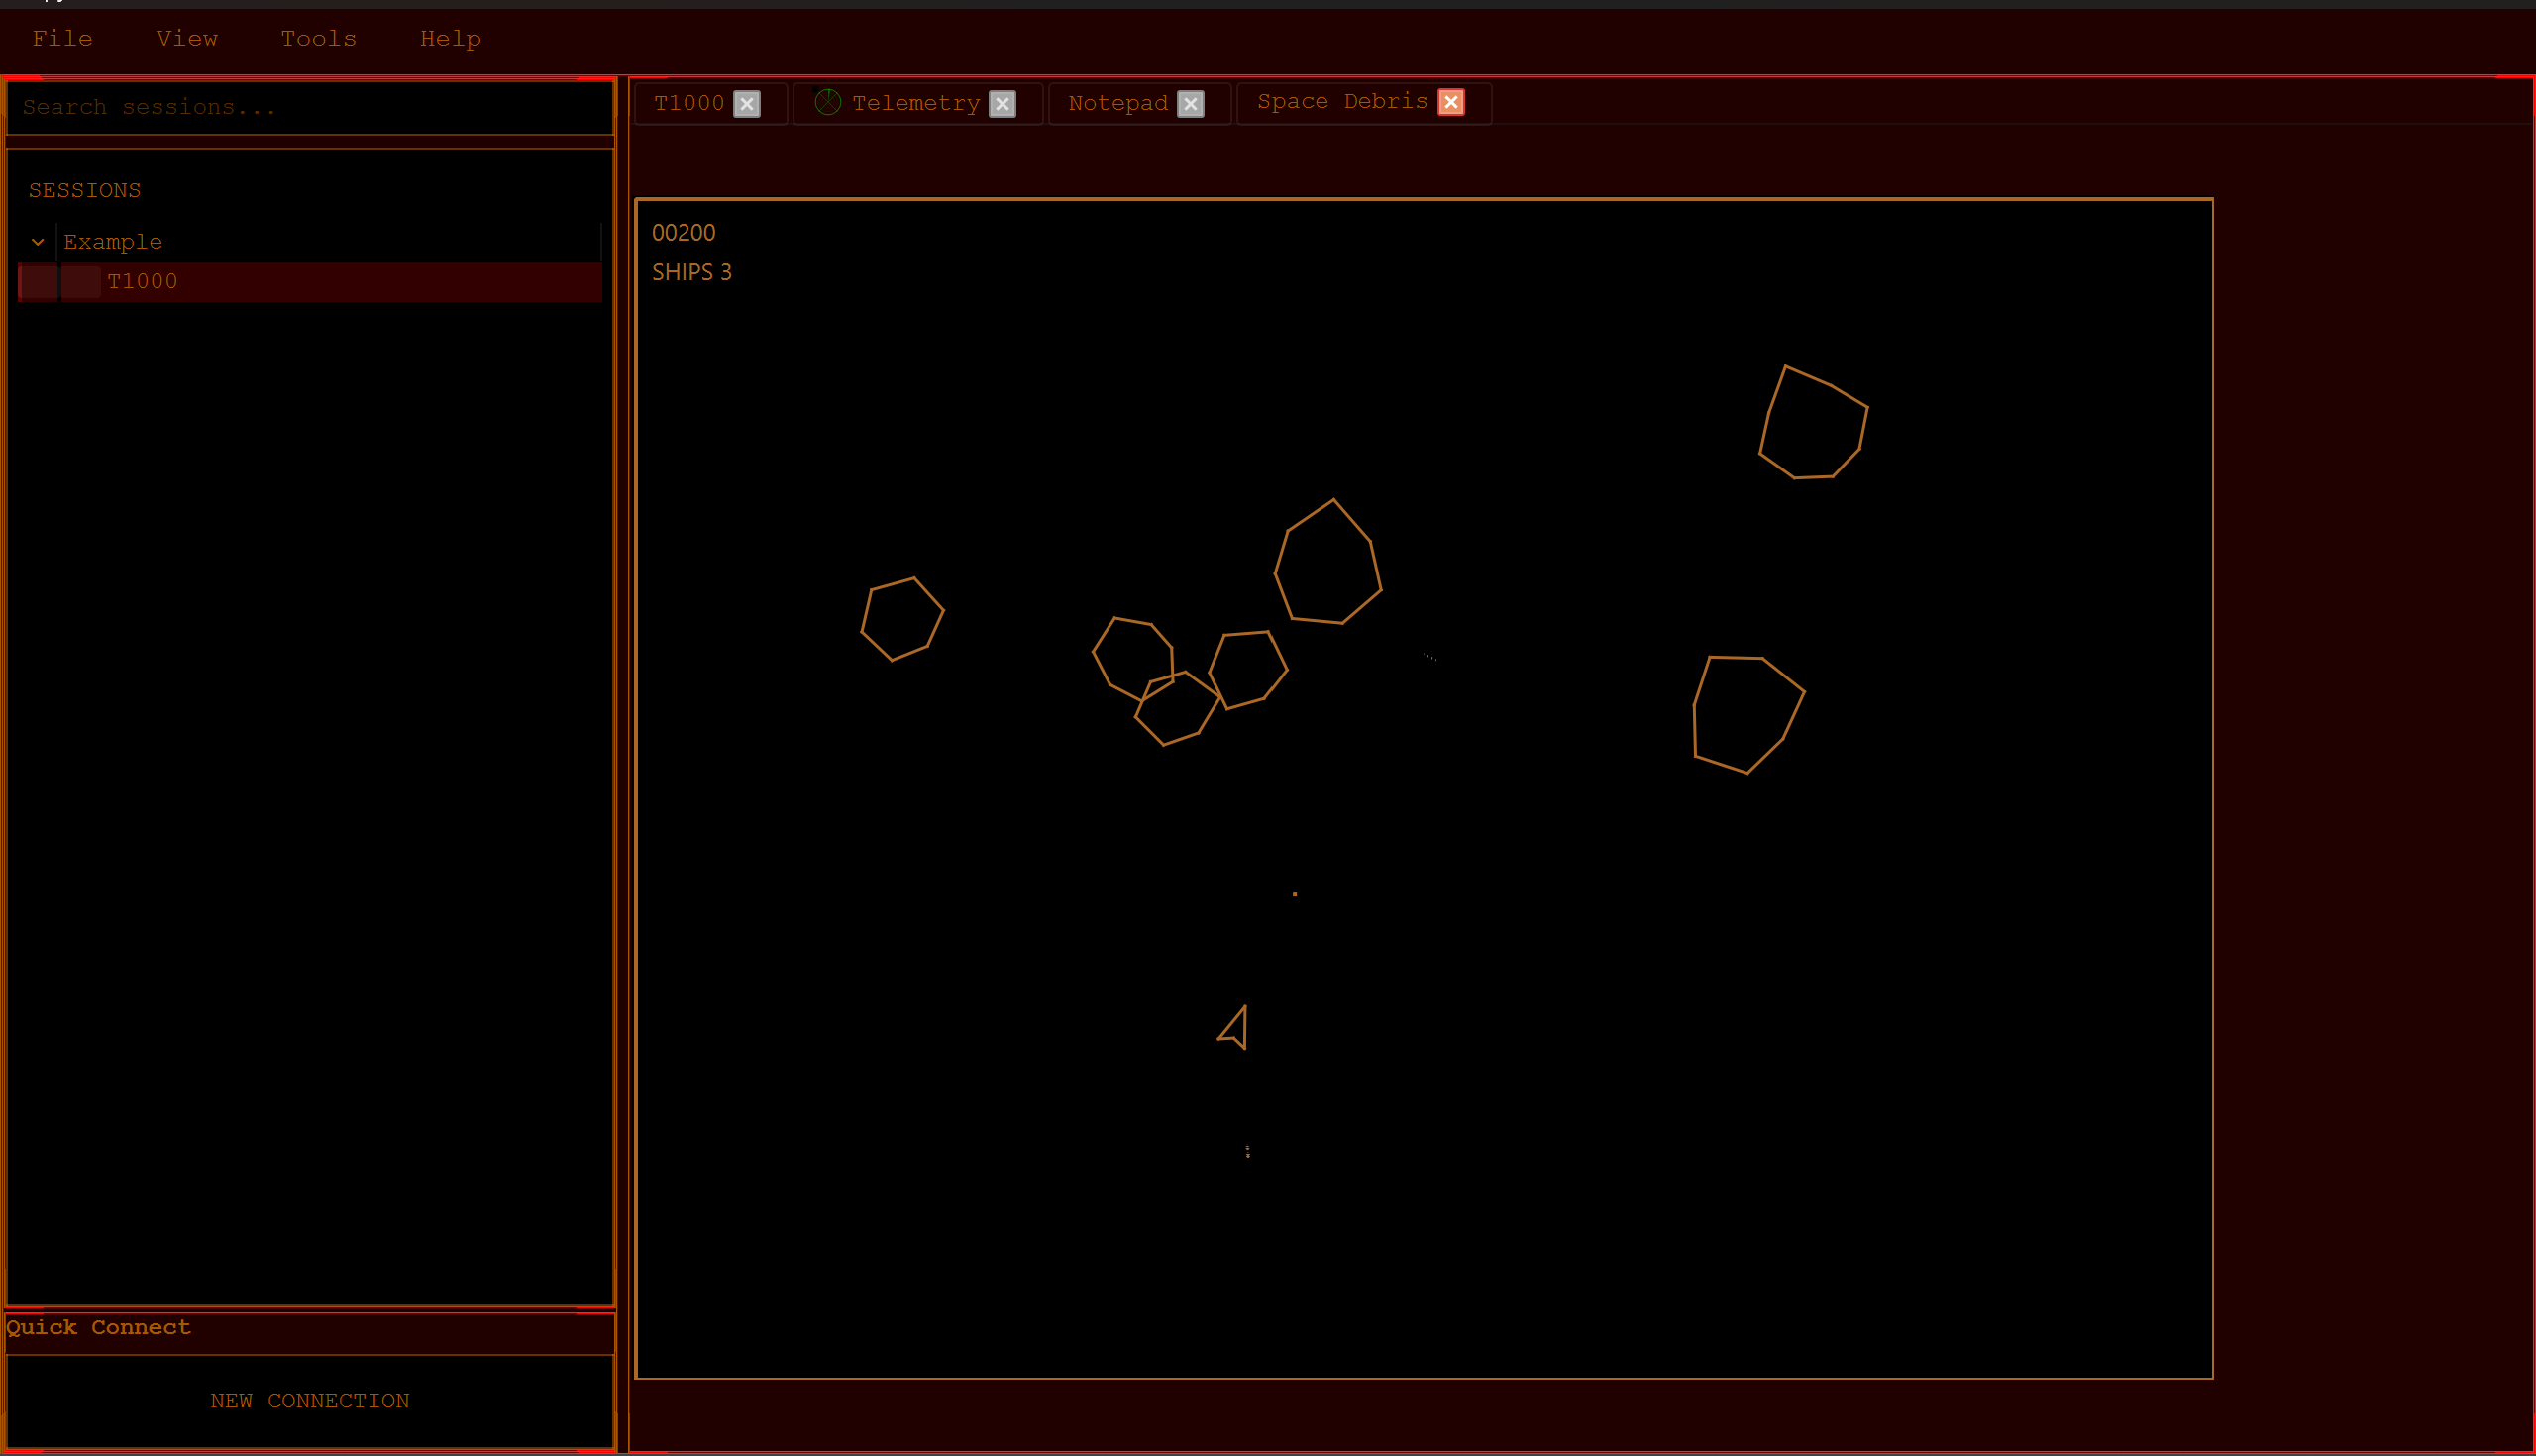 File View Tools Help
Search sessions...
SESSIONS
Example
T1000
Quick Connect
NEW CONNECTION
T1000 Telemetry Notepad Space Debris
00200
SHIPS 3